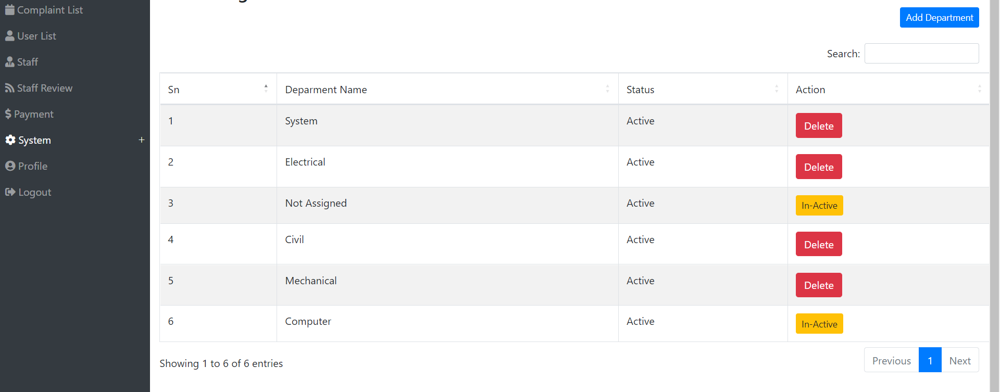 Complaint List
User List
Staff
Staff Review
Payment
System +
Profile
Logout
Add Department
Search:
Sn Deparment Name Status Action
1 System Active Delete
2 Electrical Active Delete
3 Not Assigned Active In-Active
4 Civil Active Delete
5 Mechanical Active Delete
6 Computer Active In-Active
Showing 1 to 6 of 6 entries
Previous 1 Next